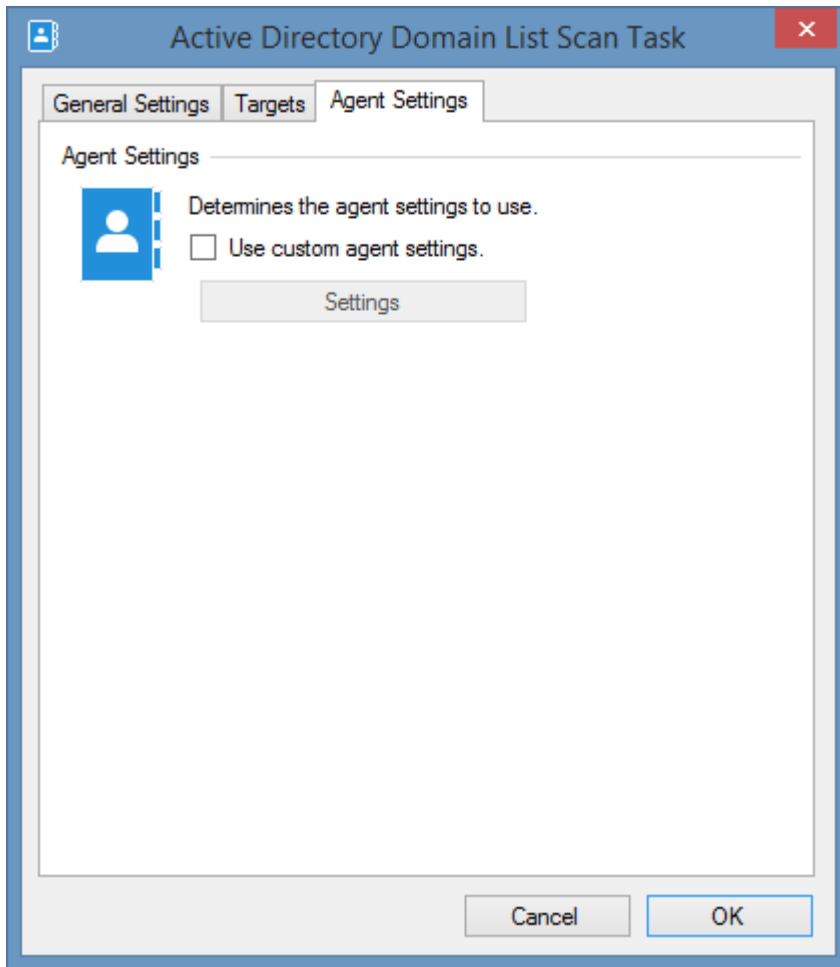 Active Directory Domain List Scan Task
General Settings Targets Agent Settings
Agent Settings
Determines the agent settings to use.
Use custom agent settings.
Settings
Cancel OK